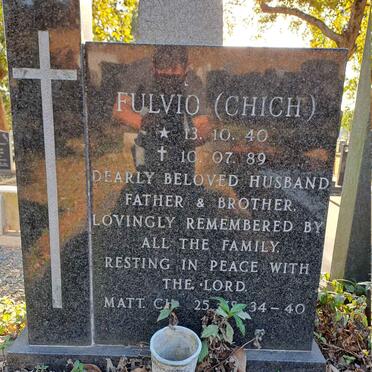 FULVIO (CHICH)
★ 13. 10. 40
✝ 10. 07. 89
DEARLY BELOVED HUSBAND
FATHER & BROTHER.
LOVINGLY REMEMBERED BY
ALL THE FAMILY.
RESTING IN PEACE WITH
THE LORD
MATT. CH. 25 34-40